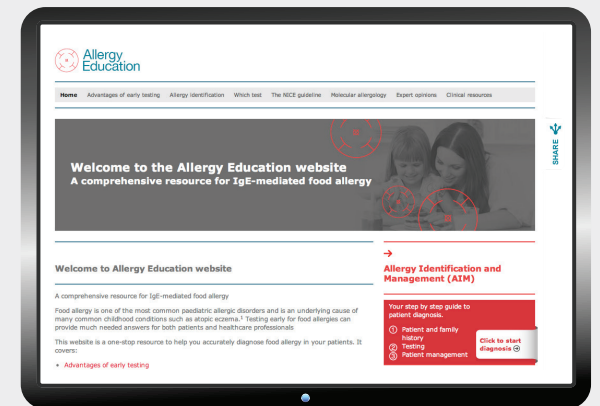 Allergy
Education
Home Advantages of early testing Allergy identification Which test The NICE guideline Molecular allergology Expert opinions Clinical resources
SHARE
Welcome to the Allergy Education website
A comprehensive resource for IgE-mediated food allergy
Welcome to Allergy Education website
A comprehensive resource for IgE-mediated food allergy
Food allergy is one of the most common paediatric allergic disorders and is an underlying cause of
many common childhood conditions such as atopic eczema.¹ Testing early for food allergies can
provide much needed answers for both patients and healthcare professionals
This website is a one-stop resource to help you accurately diagnose food allergy in your patients. It
covers:
• Advantages of early testing
Allergy Identification and
Management (AIM)
Your step by step guide to
patient diagnosis.
1 Patient and family
history
2 Testing
3 Patient management
Click to start
diagnosis